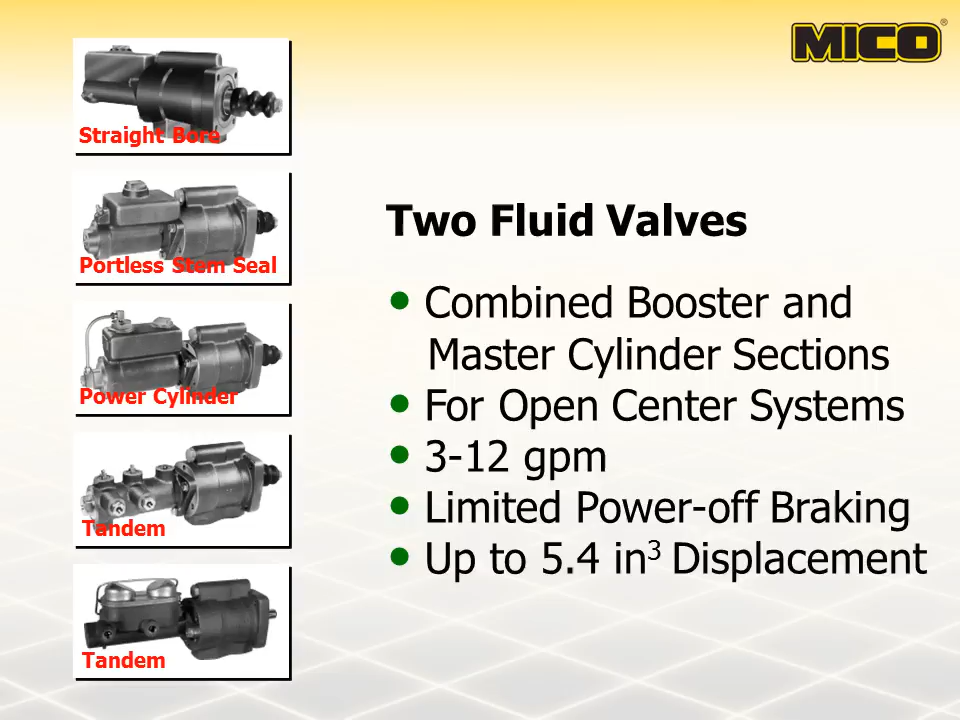 MICO®
Straight Bore
Portless Stem Seal
Power Cylinder
Tandem
Tandem
Two Fluid Valves
• Combined Booster and
Master Cylinder Sections
• For Open Center Systems
• 3-12 gpm
• Limited Power-off Braking
• Up to 5.4 in³ Displacement